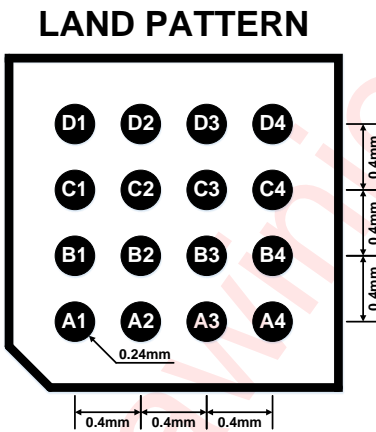 LAND PATTERN
D1 D2 D3 D4
0.4mm
C1 C2 C3 C4
0.4mm
B1 B2 B3 B4
0.4mm
A1 A2 A3 A4
0.24mm
0.4mm 0.4mm 0.4mm